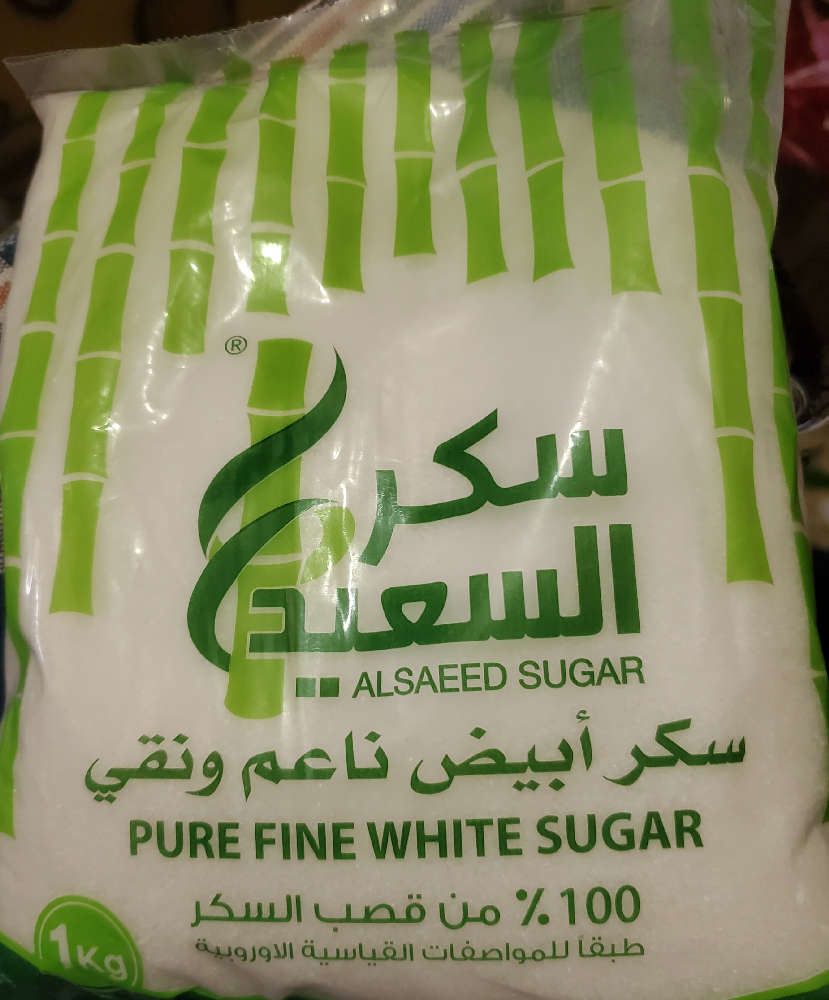 ®
سكر
السعيد
ALSAEED SUGAR
سكر أبيض ناعم ونقي
PURE FINE WHITE SUGAR
100٪ من قصب السكر
طبقاً للمواصفات القياسية الاوروبية
1Kg